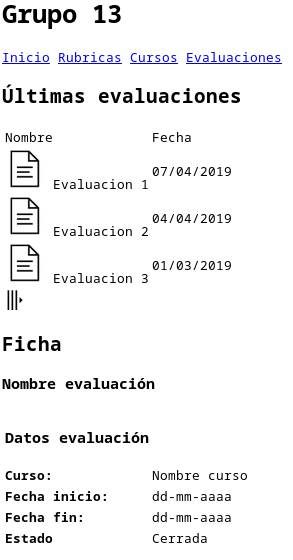 Grupo 13
Inicio Rubricas Cursos Evaluaciones
Últimas evaluaciones
Nombre Fecha
Evaluacion 1 07/04/2019
Evaluacion 2 04/04/2019
Evaluacion 3 01/03/2019
Ficha
Nombre evaluación
Datos evaluación
Curso: Nombre curso
Fecha inicio: dd-mm-aaaa
Fecha fin: dd-mm-aaaa
Estado Cerrada